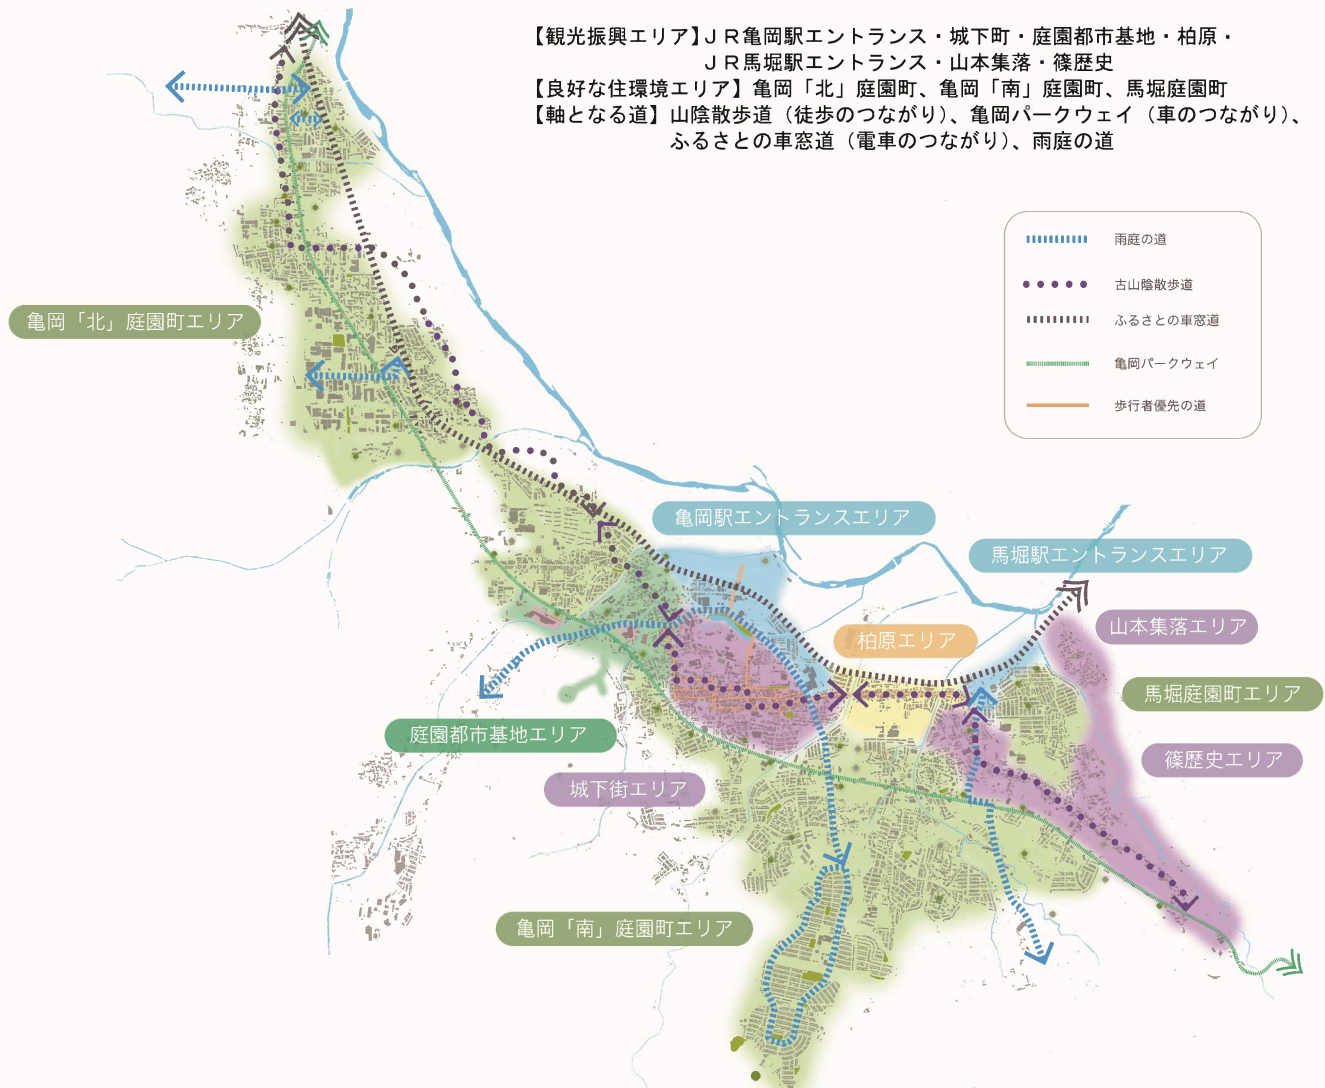 【観光振興エリア】ＪＲ亀岡駅エントランス・城下町・庭園都市基地・柏原・
ＪＲ馬堀駅エントランス・山本集落・篠歴史
【良好な住環境エリア】亀岡「北」庭園町、亀岡「南」庭園町、馬堀庭園町
【軸となる道】山陰散歩道（徒歩のつながり）、亀岡パークウェイ（車のつながり）、
ふるさとの車窓道（電車のつながり）、雨庭の道
雨庭の道
古山陰散歩道
ふるさとの車窓道
亀岡パークウェイ
歩行者優先の道
亀岡「北」庭園町エリア
亀岡駅エントランスエリア
馬堀駅エントランスエリア
山本集落エリア
柏原エリア
馬堀庭園町エリア
庭園都市基地エリア
篠歴史エリア
城下街エリア
亀岡「南」庭園町エリア